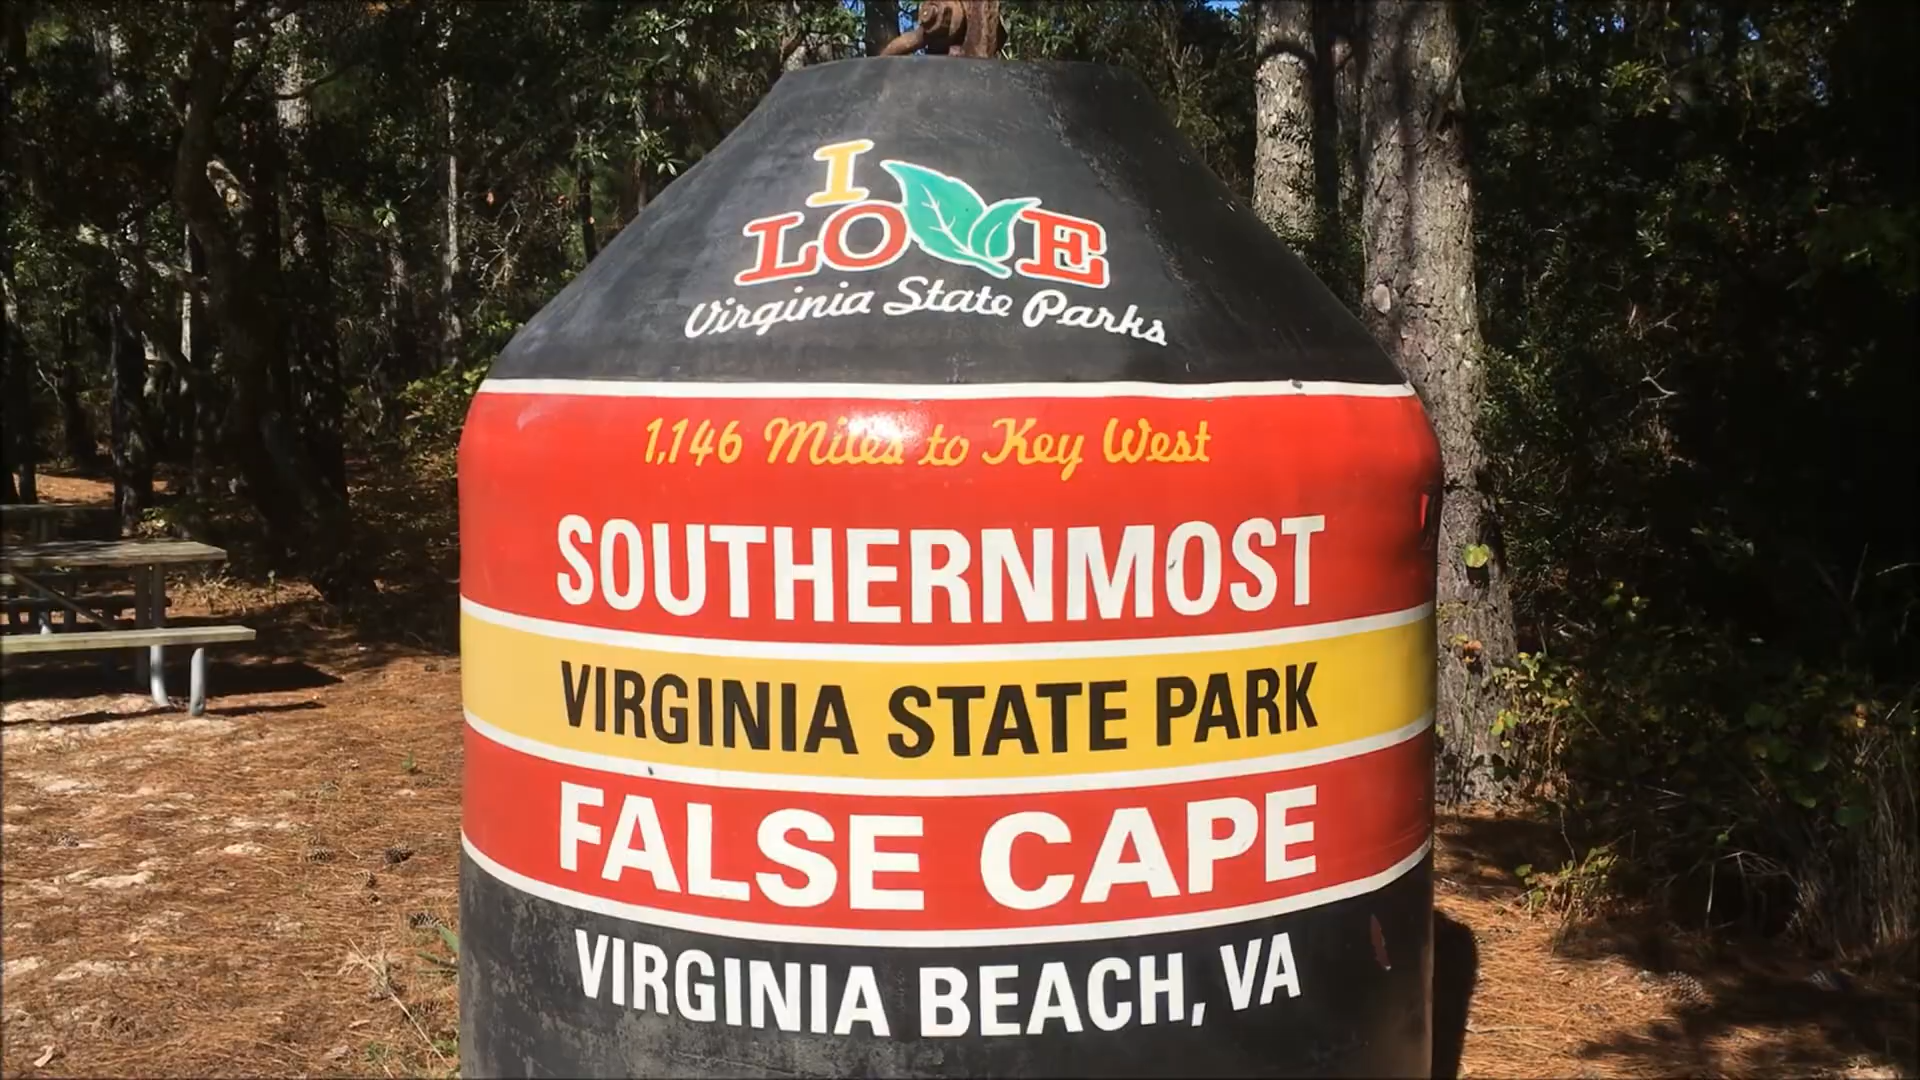 I
LOVE
Virginia State Parks
1,146 Miles to Key West
SOUTHERNMOST
VIRGINIA STATE PARK
FALSE CAPE
VIRGINIA BEACH, VA